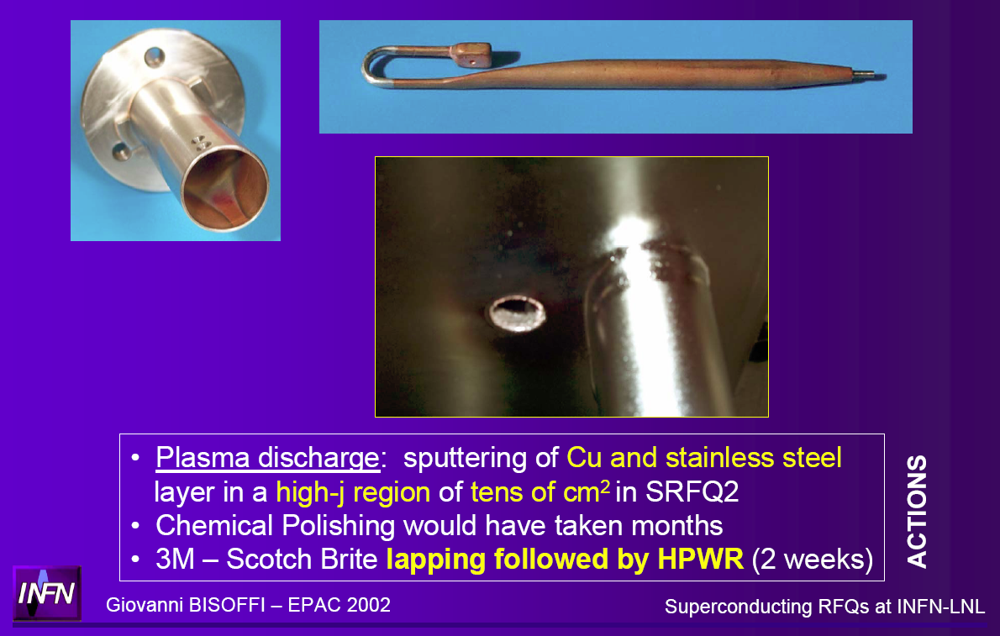 • Plasma discharge: sputtering of Cu and stainless steel
layer in a high-j region of tens of cm² in SRFQ2
• Chemical Polishing would have taken months
• 3M – Scotch Brite lapping followed by HPWR (2 weeks)
ACTIONS
INFN
Giovanni BISOFFI – EPAC 2002
Superconducting RFQs at INFN-LNL